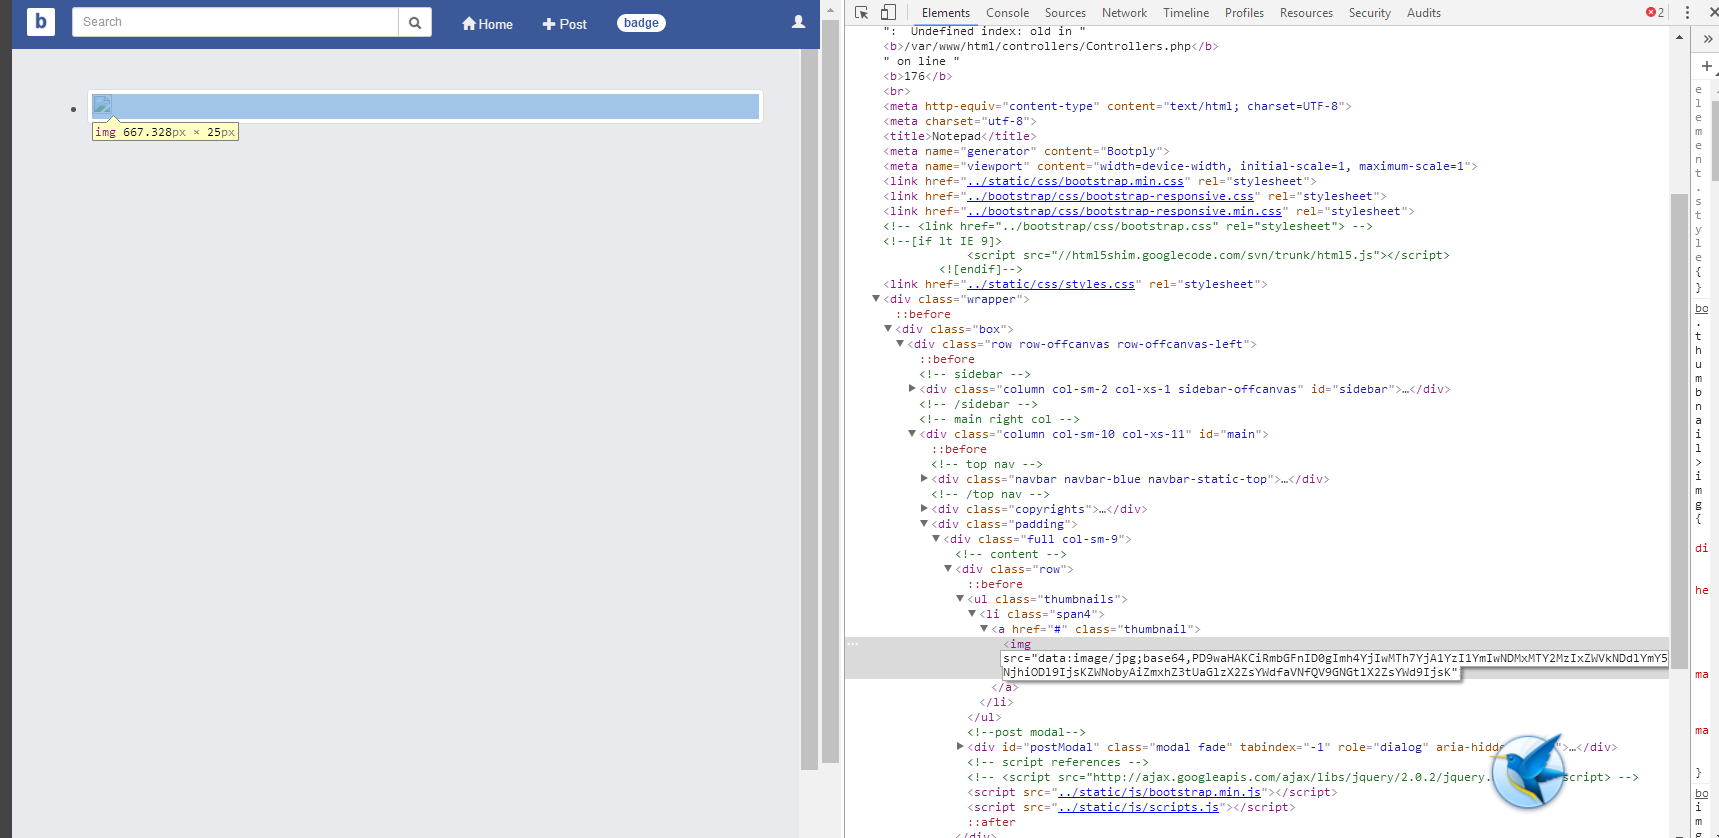 b
Search
Home
Post
badge
img 667.328px × 25px
Elements Console Sources Network Timeline Profiles Resources Security Audits
2
":  Undefined index: old in "
<b>/var/www/html/controllers/Controllers.php</b>
" on line "
<b>176</b>
<br>
<meta http-equiv="content-type" content="text/html; charset=UTF-8">
<meta charset="utf-8">
<title>Notepad</title>
<meta name="generator" content="Bootply">
<meta name="viewport" content="width=device-width, initial-scale=1, maximum-scale=1">
<link href="../static/css/bootstrap.min.css" rel="stylesheet">
<link href="../bootstrap/css/bootstrap-responsive.css" rel="stylesheet">
<link href="../bootstrap/css/bootstrap-responsive.min.css" rel="stylesheet">
<!-- <link href="../bootstrap/css/bootstrap.css" rel="stylesheet"> -->
<!--[if lt IE 9]>
<script src="//html5shim.googlecode.com/svn/trunk/html5.js"></script>
<![endif]-->
<link href="../static/css/styles.css" rel="stylesheet">
<div class="wrapper">
::before
<div class="box">
<div class="row row-offcanvas row-offcanvas-left">
::before
<!-- sidebar -->
<div class="column col-sm-2 col-xs-1 sidebar-offcanvas" id="sidebar">…</div>
<!-- /sidebar -->
<!-- main right col -->
<div class="column col-sm-10 col-xs-11" id="main">
::before
<!-- top nav -->
<div class="navbar navbar-blue navbar-static-top">…</div>
<!-- /top nav -->
<div class="copyrights">…</div>
<div class="padding">
<div class="full col-sm-9">
<!-- content -->
<div class="row">
::before
<ul class="thumbnails">
<li class="span4">
<a href="#" class="thumbnail">
<img
src="data:image/jpg;base64,PD9waHAKCiRmbGFnID0gImh4YjIwMTh7YjA1YzI1YmIwNDMxMTY2MzIxZWVkNDdlYmY5
NjhiODl9IjsKZWNobyAiZmxhZ3tUaGlzX2ZsYWdfaVNfQV9GNGtlX2ZsYWd9IjsK"
</a>
</li>
</ul>
<!--post modal-->
<div id="postModal" class="modal fade" tabindex="-1" role="dialog" aria-hidde …</div>
<!-- script references -->
<!-- <script src="http://ajax.googleapis.com/ajax/libs/jquery/2.0.2/jquery. script> -->
<script src="../static/js/bootstrap.min.js"></script>
<script src="../static/js/scripts.js"></script>
::after
</div>
element.style {
}
bo
.thumbnail>img {
di
he
ma
ma
}
bo
img